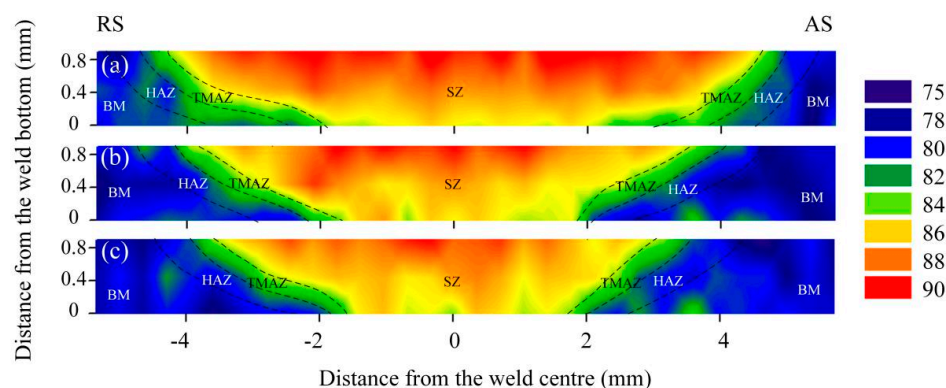 RS AS
Distance from the weld bottom (mm)
0.8
0.4
0
(a)
BM HAZ TMAZ SZ TMAZ HAZ BM
0.8
0.4
0
(b)
BM HAZ TMAZ SZ TMAZ HAZ BM
0.8
0.4
0
(c)
BM HAZ TMAZ SZ TMAZ HAZ BM
-4 -2 0 2 4
Distance from the weld centre (mm)
75
78
80
82
84
86
88
90